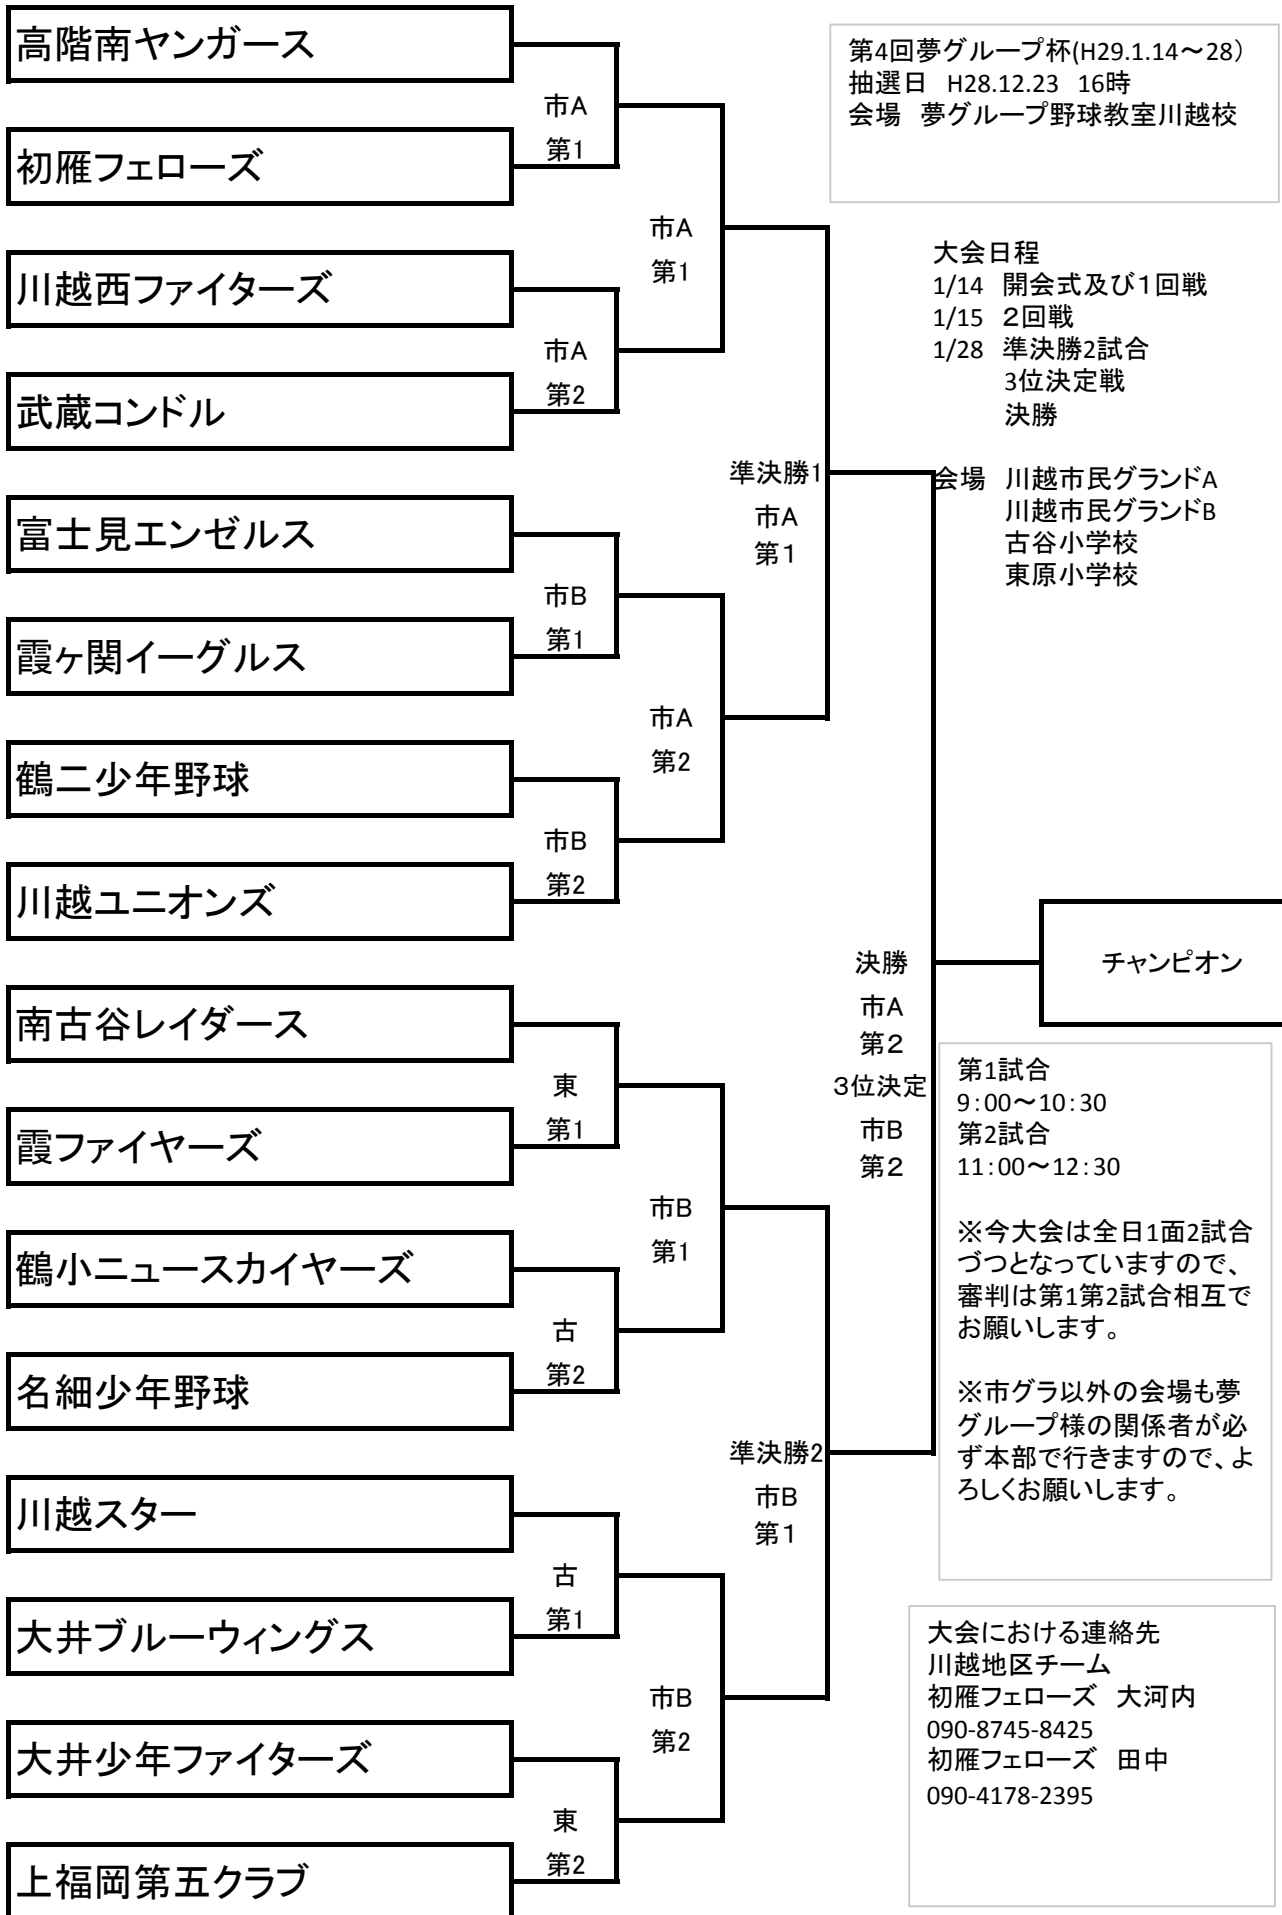 高階南ヤンガース
初雁フェローズ
川越西ファイターズ
武蔵コンドル
富士見エンゼルス
霞ヶ関イーグルス
鶴二少年野球
川越ユニオンズ
南古谷レイダース
霞ファイヤーズ
鶴小ニュースカイヤーズ
名細少年野球
川越スター
大井ブルーウィングス
大井少年ファイターズ
上福岡第五クラブ
市A
第1
市A
第2
市B
第1
市B
第2
東
第1
古
第2
古
第1
東
第2
市A
第1
市A
第2
市B
第1
市B
第2
準決勝1
市A
第1
準決勝2
市B
第1
決勝
市A
第2
3位決定
市B
第2
チャンピオン
第4回夢グループ杯(H29.1.14～28)
抽選日 H28.12.23 16時
会場 夢グループ野球教室川越校
大会日程
1/14 開会式及び1回戦
1/15 2回戦
1/28 準決勝2試合
3位決定戦
決勝
会場 川越市民グランドA
川越市民グランドB
古谷小学校
東原小学校
第1試合
9:00～10:30
第2試合
11:00～12:30
※今大会は全日1面2試合
づつとなっていますので、
審判は第1第2試合相互で
お願いします。
※市グラ以外の会場も夢
グループ様の関係者が必
ず本部で行きますので、よ
ろしくお願いします。
大会における連絡先
川越地区チーム
初雁フェローズ 大河内
090-8745-8425
初雁フェローズ 田中
090-4178-2395